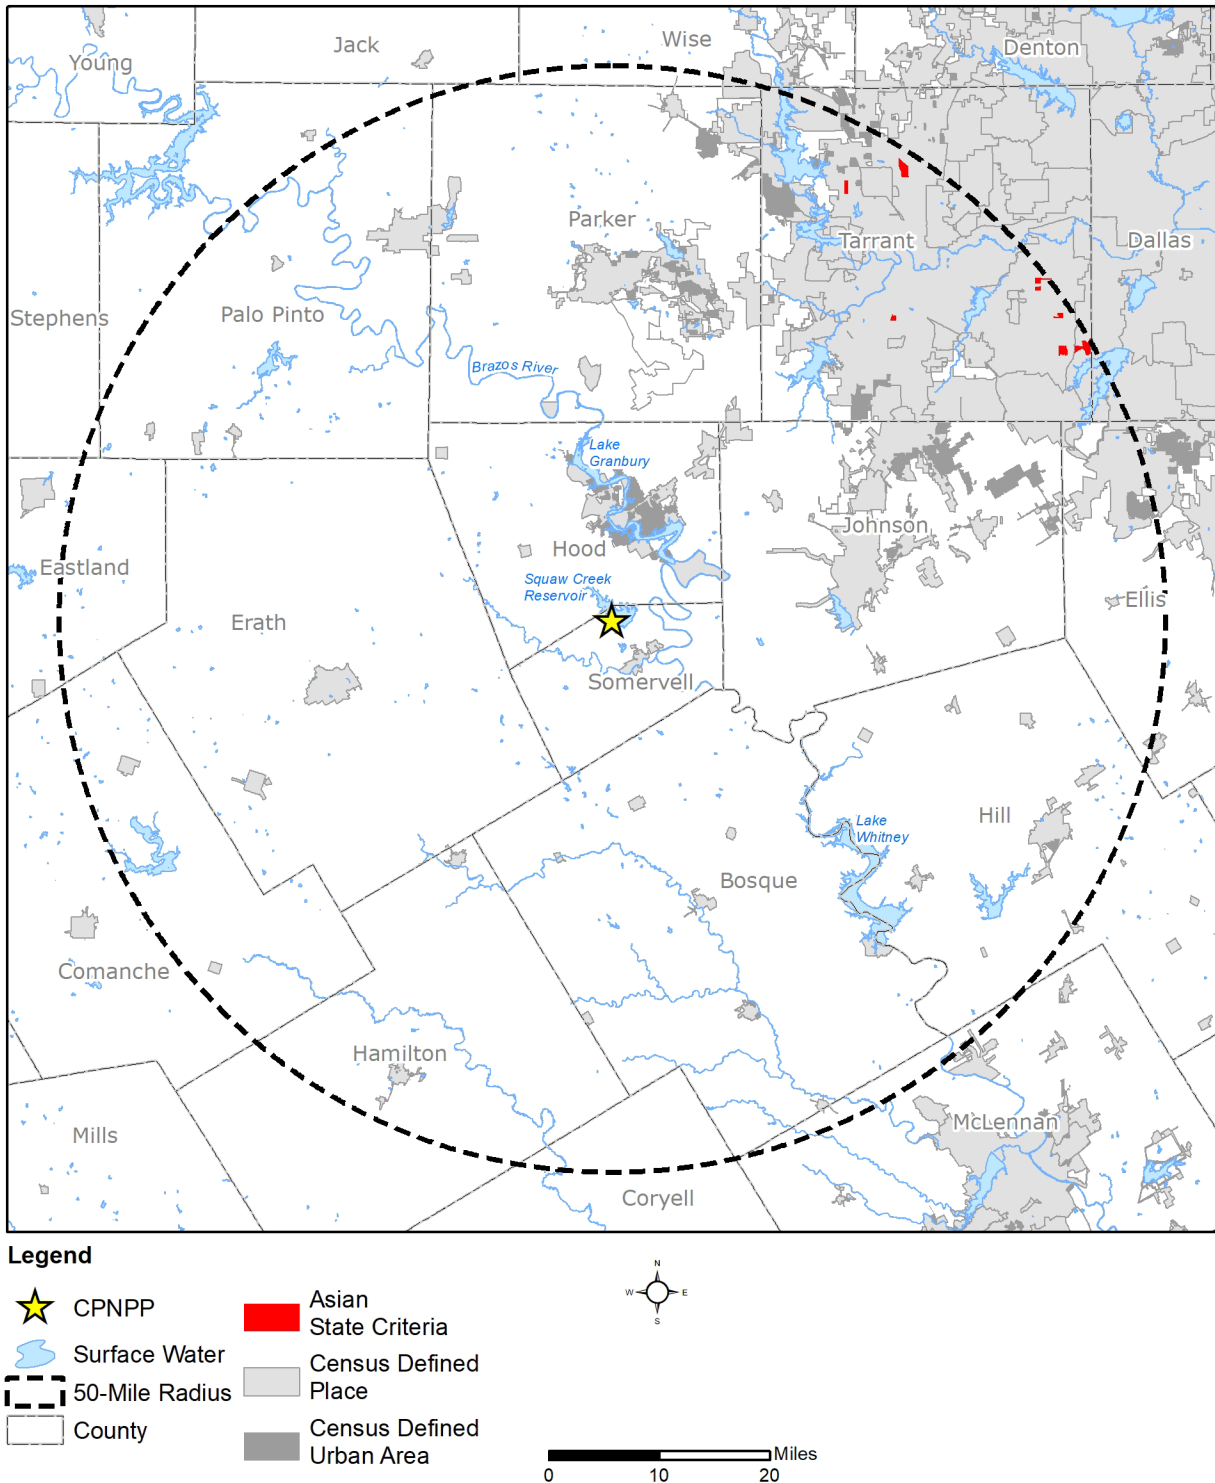 Young
Jack
Wise
Denton
Parker
Tarrant
Dallas
Stephens
Palo Pinto
Brazos River
Lake
Granbury
Johnson
Hood
Eastland
Squaw Creek
Reservoir
Ellis
Erath
Somervell
Hill
Lake
Whitney
Bosque
Comanche
Hamilton
McLennan
Mills
Coryell
Legend
CPNPP
Surface Water
50-Mile Radius
County
Asian
State Criteria
Census Defined
Place
Census Defined
Urban Area
N
W E
S
Miles
0 10 20